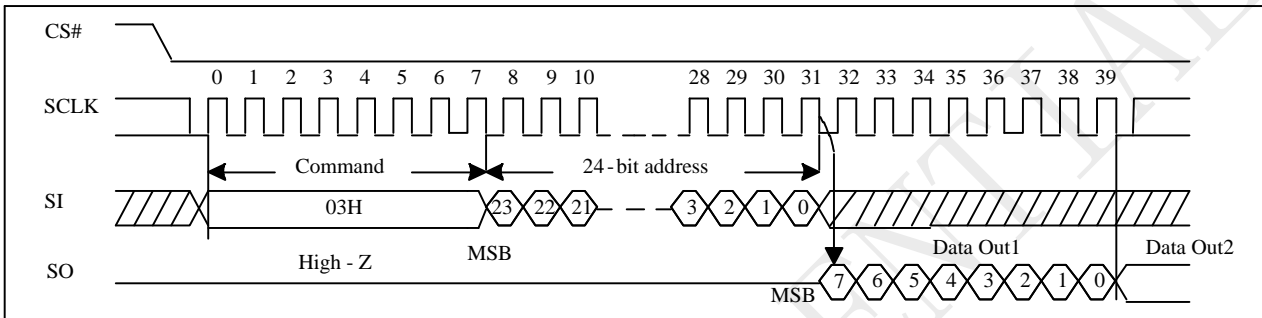 CS#
0 1 2 3 4 5 6 7 8 9 10 28 29 30 31 32 33 34 35 36 37 38 39
SCLK
Command 24-bit address
SI 03H 23 22 21 3 2 1 0
High - Z MSB Data Out1 Data Out2
SO MSB 7 6 5 4 3 2 1 0